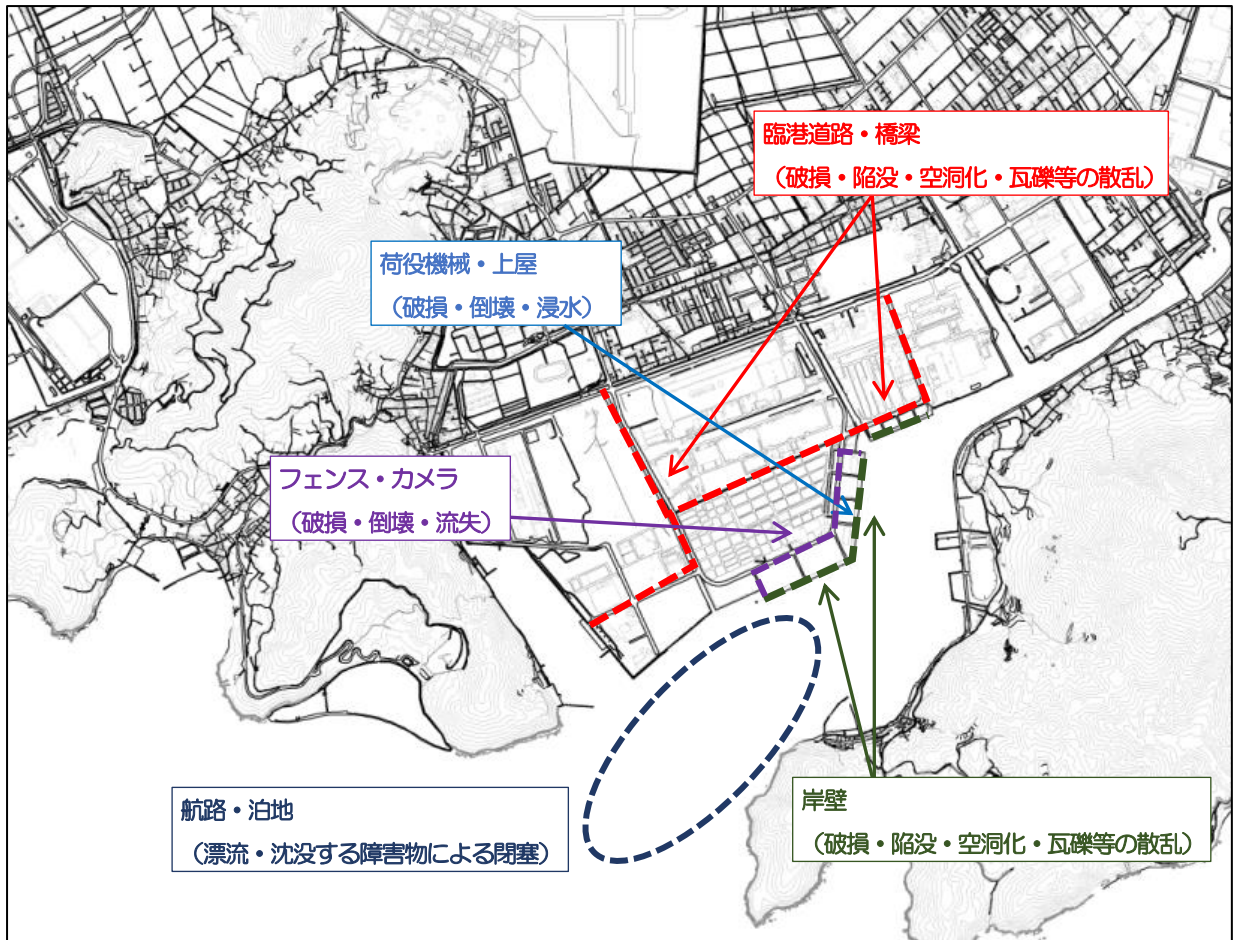 臨港道路・橋梁
（破損・陥没・空洞化・瓦礫等の散乱）
荷役機械・上屋
（破損・倒壊・浸水）
フェンス・カメラ
（破損・倒壊・流失）
航路・泊地
（漂流・沈没する障害物による閉塞）
岸壁
（破損・陥没・空洞化・瓦礫等の散乱）